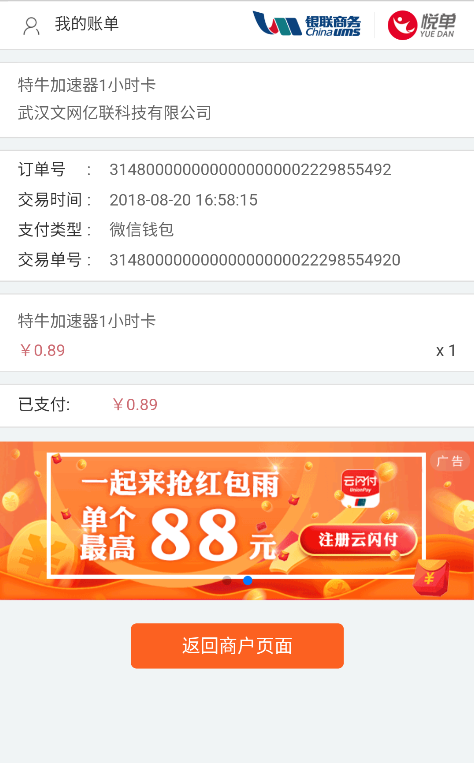 我的账单
银联商务
China ums
悦单
YUE DAN
特牛加速器1小时卡
武汉文网亿联科技有限公司
订单号 : 3148000000000000000002229855492
交易时间 : 2018-08-20 16:58:15
支付类型 : 微信钱包
交易单号 : 31480000000000000000022298554920
特牛加速器1小时卡
￥0.89 x 1
已支付: ￥0.89
广告
一起来抢红包雨
云闪付
UnionPay
单个
最高 88 元
注册云闪付
返回商户页面